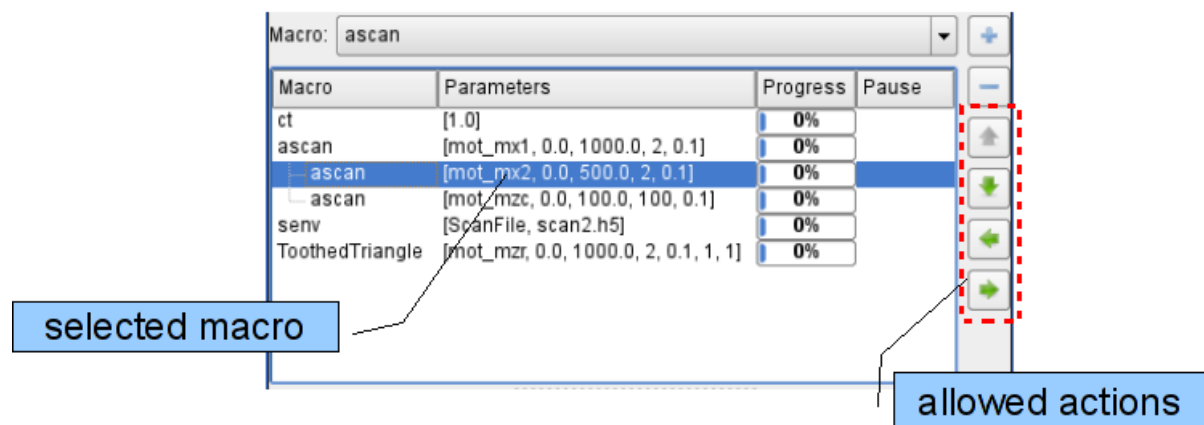 Macro: ascan
Macro Parameters Progress Pause
ct [1.0] 0%
ascan [mot_mx1, 0.0, 1000.0, 2, 0.1] 0%
ascan [mot_mx2, 0.0, 500.0, 2, 0.1] 0%
ascan [mot_mzc, 0.0, 100.0, 100, 0.1] 0%
senv [ScanFile, scan2.h5] 0%
ToothedTriangle [mot_mzr, 0.0, 1000.0, 2, 0.1, 1, 1] 0%
selected macro
allowed actions